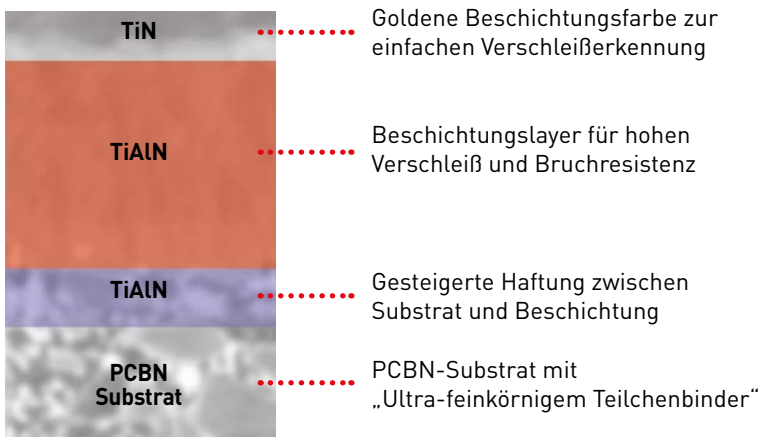 TiN
Goldene Beschichtungsfarbe zur
einfachen Verschleißerkennung
TiAlN
Beschichtungslayer für hohen
Verschleiß und Bruchresistenz
TiAlN
Gesteigerte Haftung zwischen
Substrat und Beschichtung
PCBN
Substrat
PCBN-Substrat mit
„Ultra-feinkörnigem Teilchenbinder“